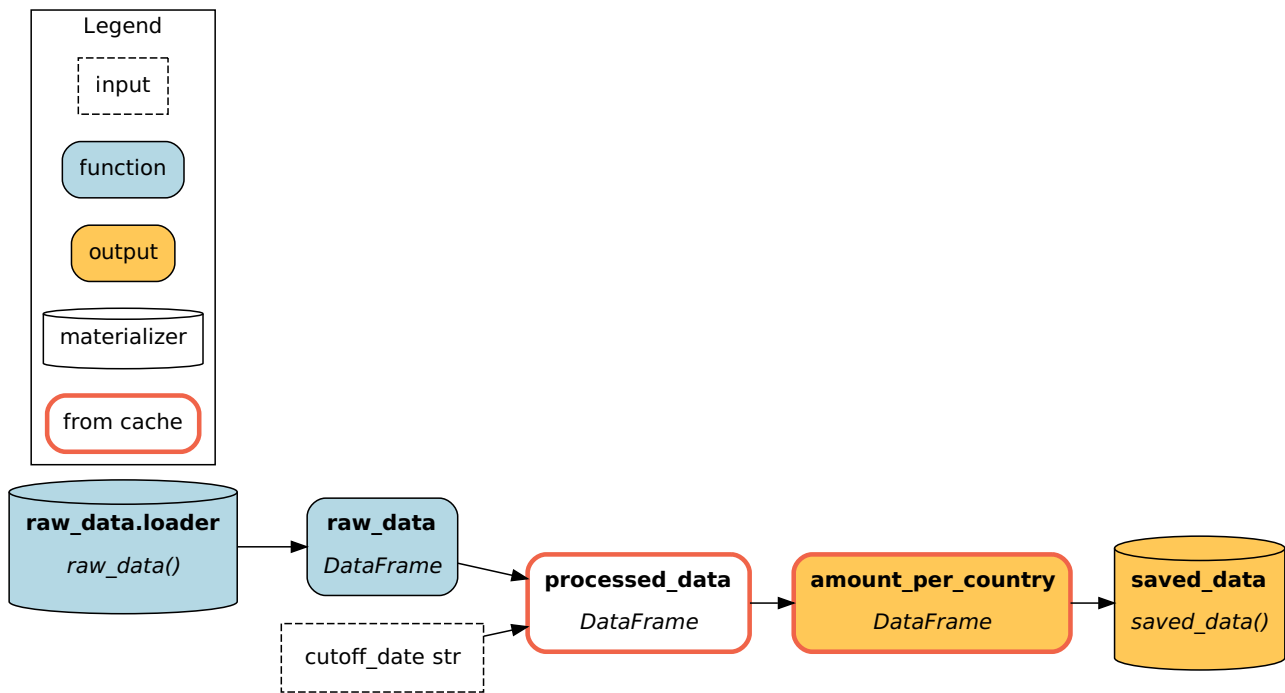 Legend
input
function
output
materializer
from cache
raw_data.loader
raw_data()
raw_data
DataFrame
cutoff_date str
processed_data
DataFrame
amount_per_country
DataFrame
saved_data
saved_data()